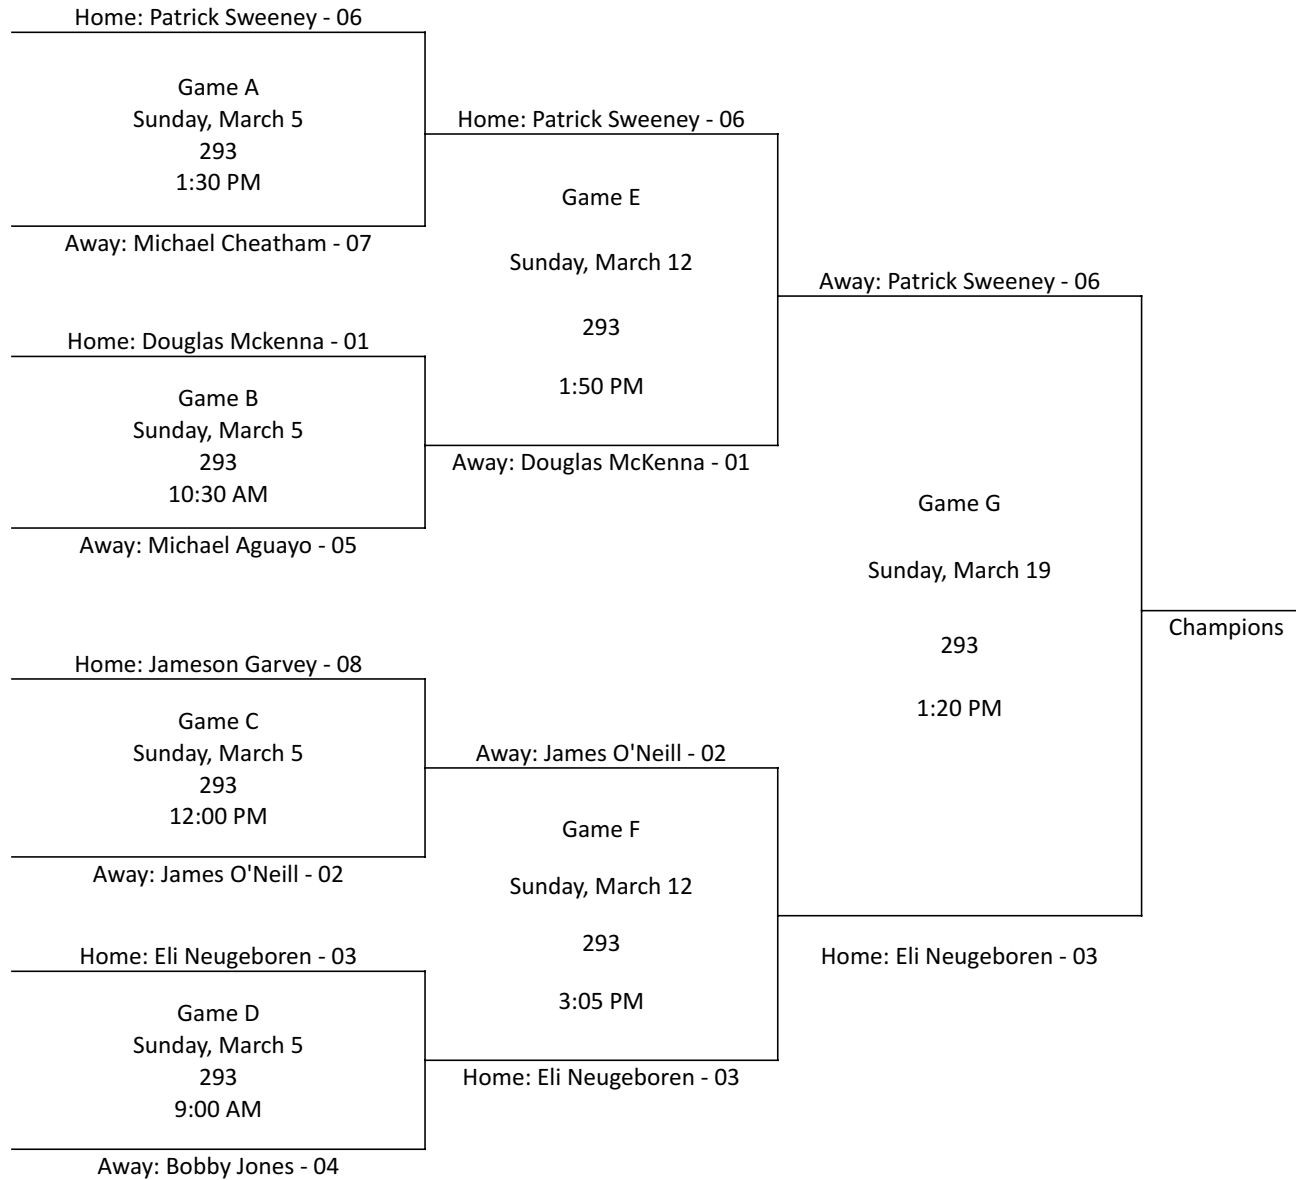 Home: Patrick Sweeney - 06
Game A
Sunday, March 5
293
1:30 PM
Away: Michael Cheatham - 07
Home: Douglas Mckenna - 01
Game B
Sunday, March 5
293
10:30 AM
Away: Michael Aguayo - 05
Home: Jameson Garvey - 08
Game C
Sunday, March 5
293
12:00 PM
Away: James O'Neill - 02
Home: Eli Neugeboren - 03
Game D
Sunday, March 5
293
9:00 AM
Away: Bobby Jones - 04
Home: Patrick Sweeney - 06
Game E
Sunday, March 12
293
1:50 PM
Away: Douglas McKenna - 01
Away: James O'Neill - 02
Game F
Sunday, March 12
293
3:05 PM
Home: Eli Neugeboren - 03
Away: Patrick Sweeney - 06
Game G
Sunday, March 19
293
1:20 PM
Home: Eli Neugeboren - 03
Champions